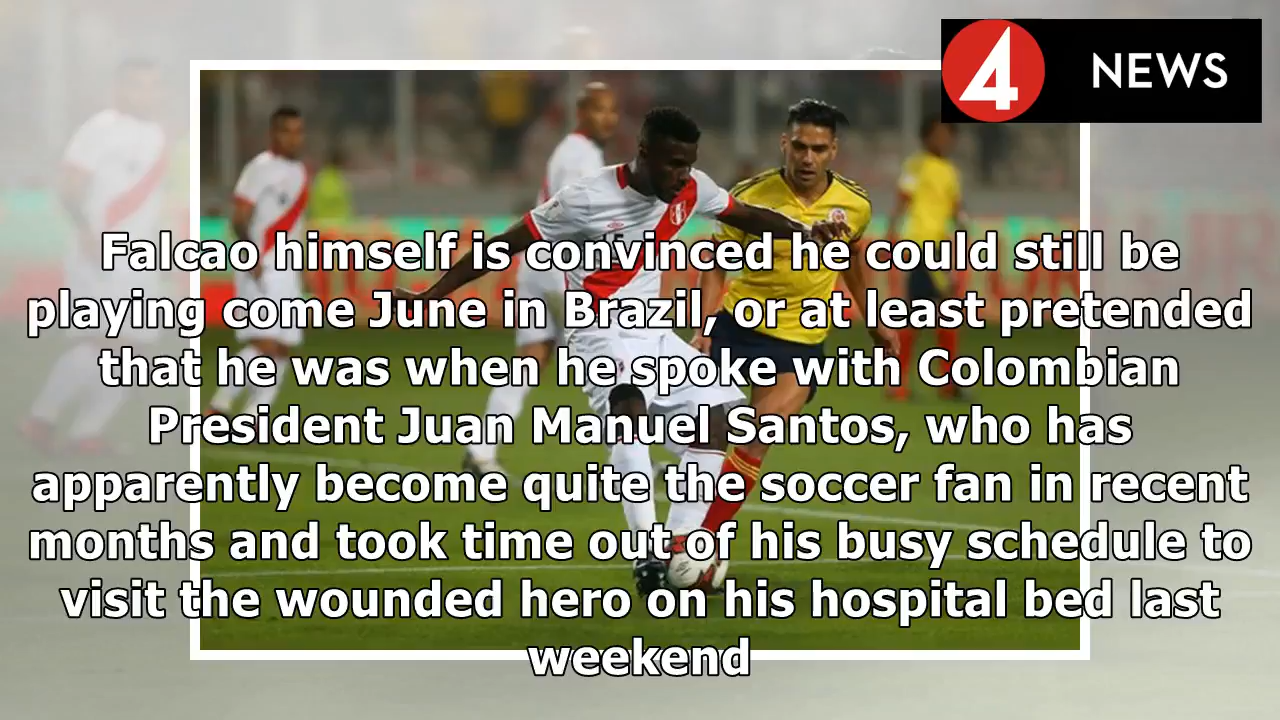 4 NEWS
Falcao himself is convinced he could still be
playing come June in Brazil, or at least pretended
that he was when he spoke with Colombian
President Juan Manuel Santos, who has
apparently become quite the soccer fan in recent
months and took time out of his busy schedule to
visit the wounded hero on his hospital bed last
weekend